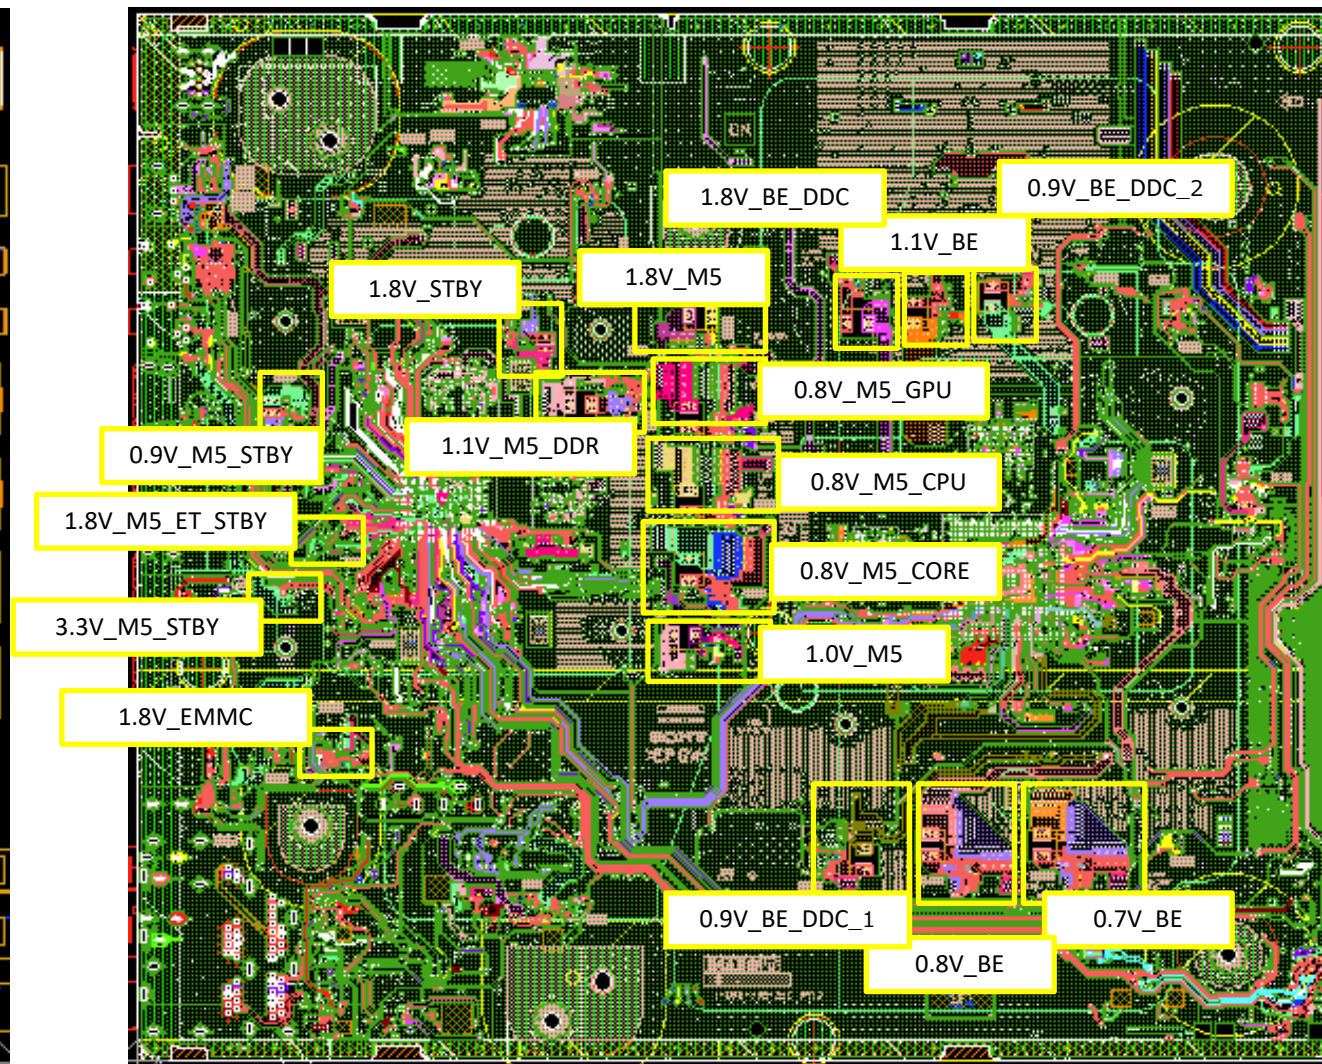 1.8V_BE_DDC
0.9V_BE_DDC_2
1.1V_BE
1.8V_M5
1.8V_STBY
0.8V_M5_GPU
1.1V_M5_DDR
0.9V_M5_STBY
0.8V_M5_CPU
1.8V_M5_ET_STBY
0.8V_M5_CORE
3.3V_M5_STBY
1.0V_M5
1.8V_EMMC
0.9V_BE_DDC_1
0.7V_BE
0.8V_BE